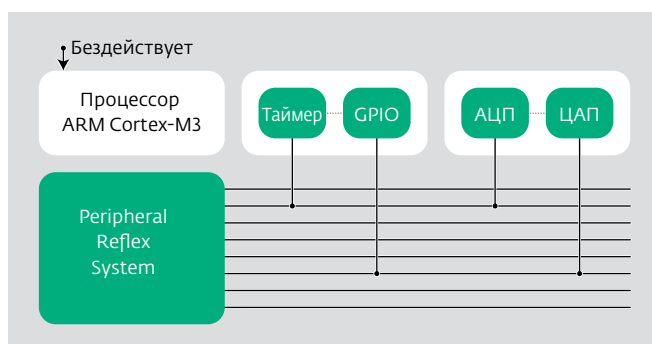 Бездействует
Процессор
ARM Cortex-M3
Таймер
GPIO
АЦП
ЦАП
Peripheral
Reflex
System